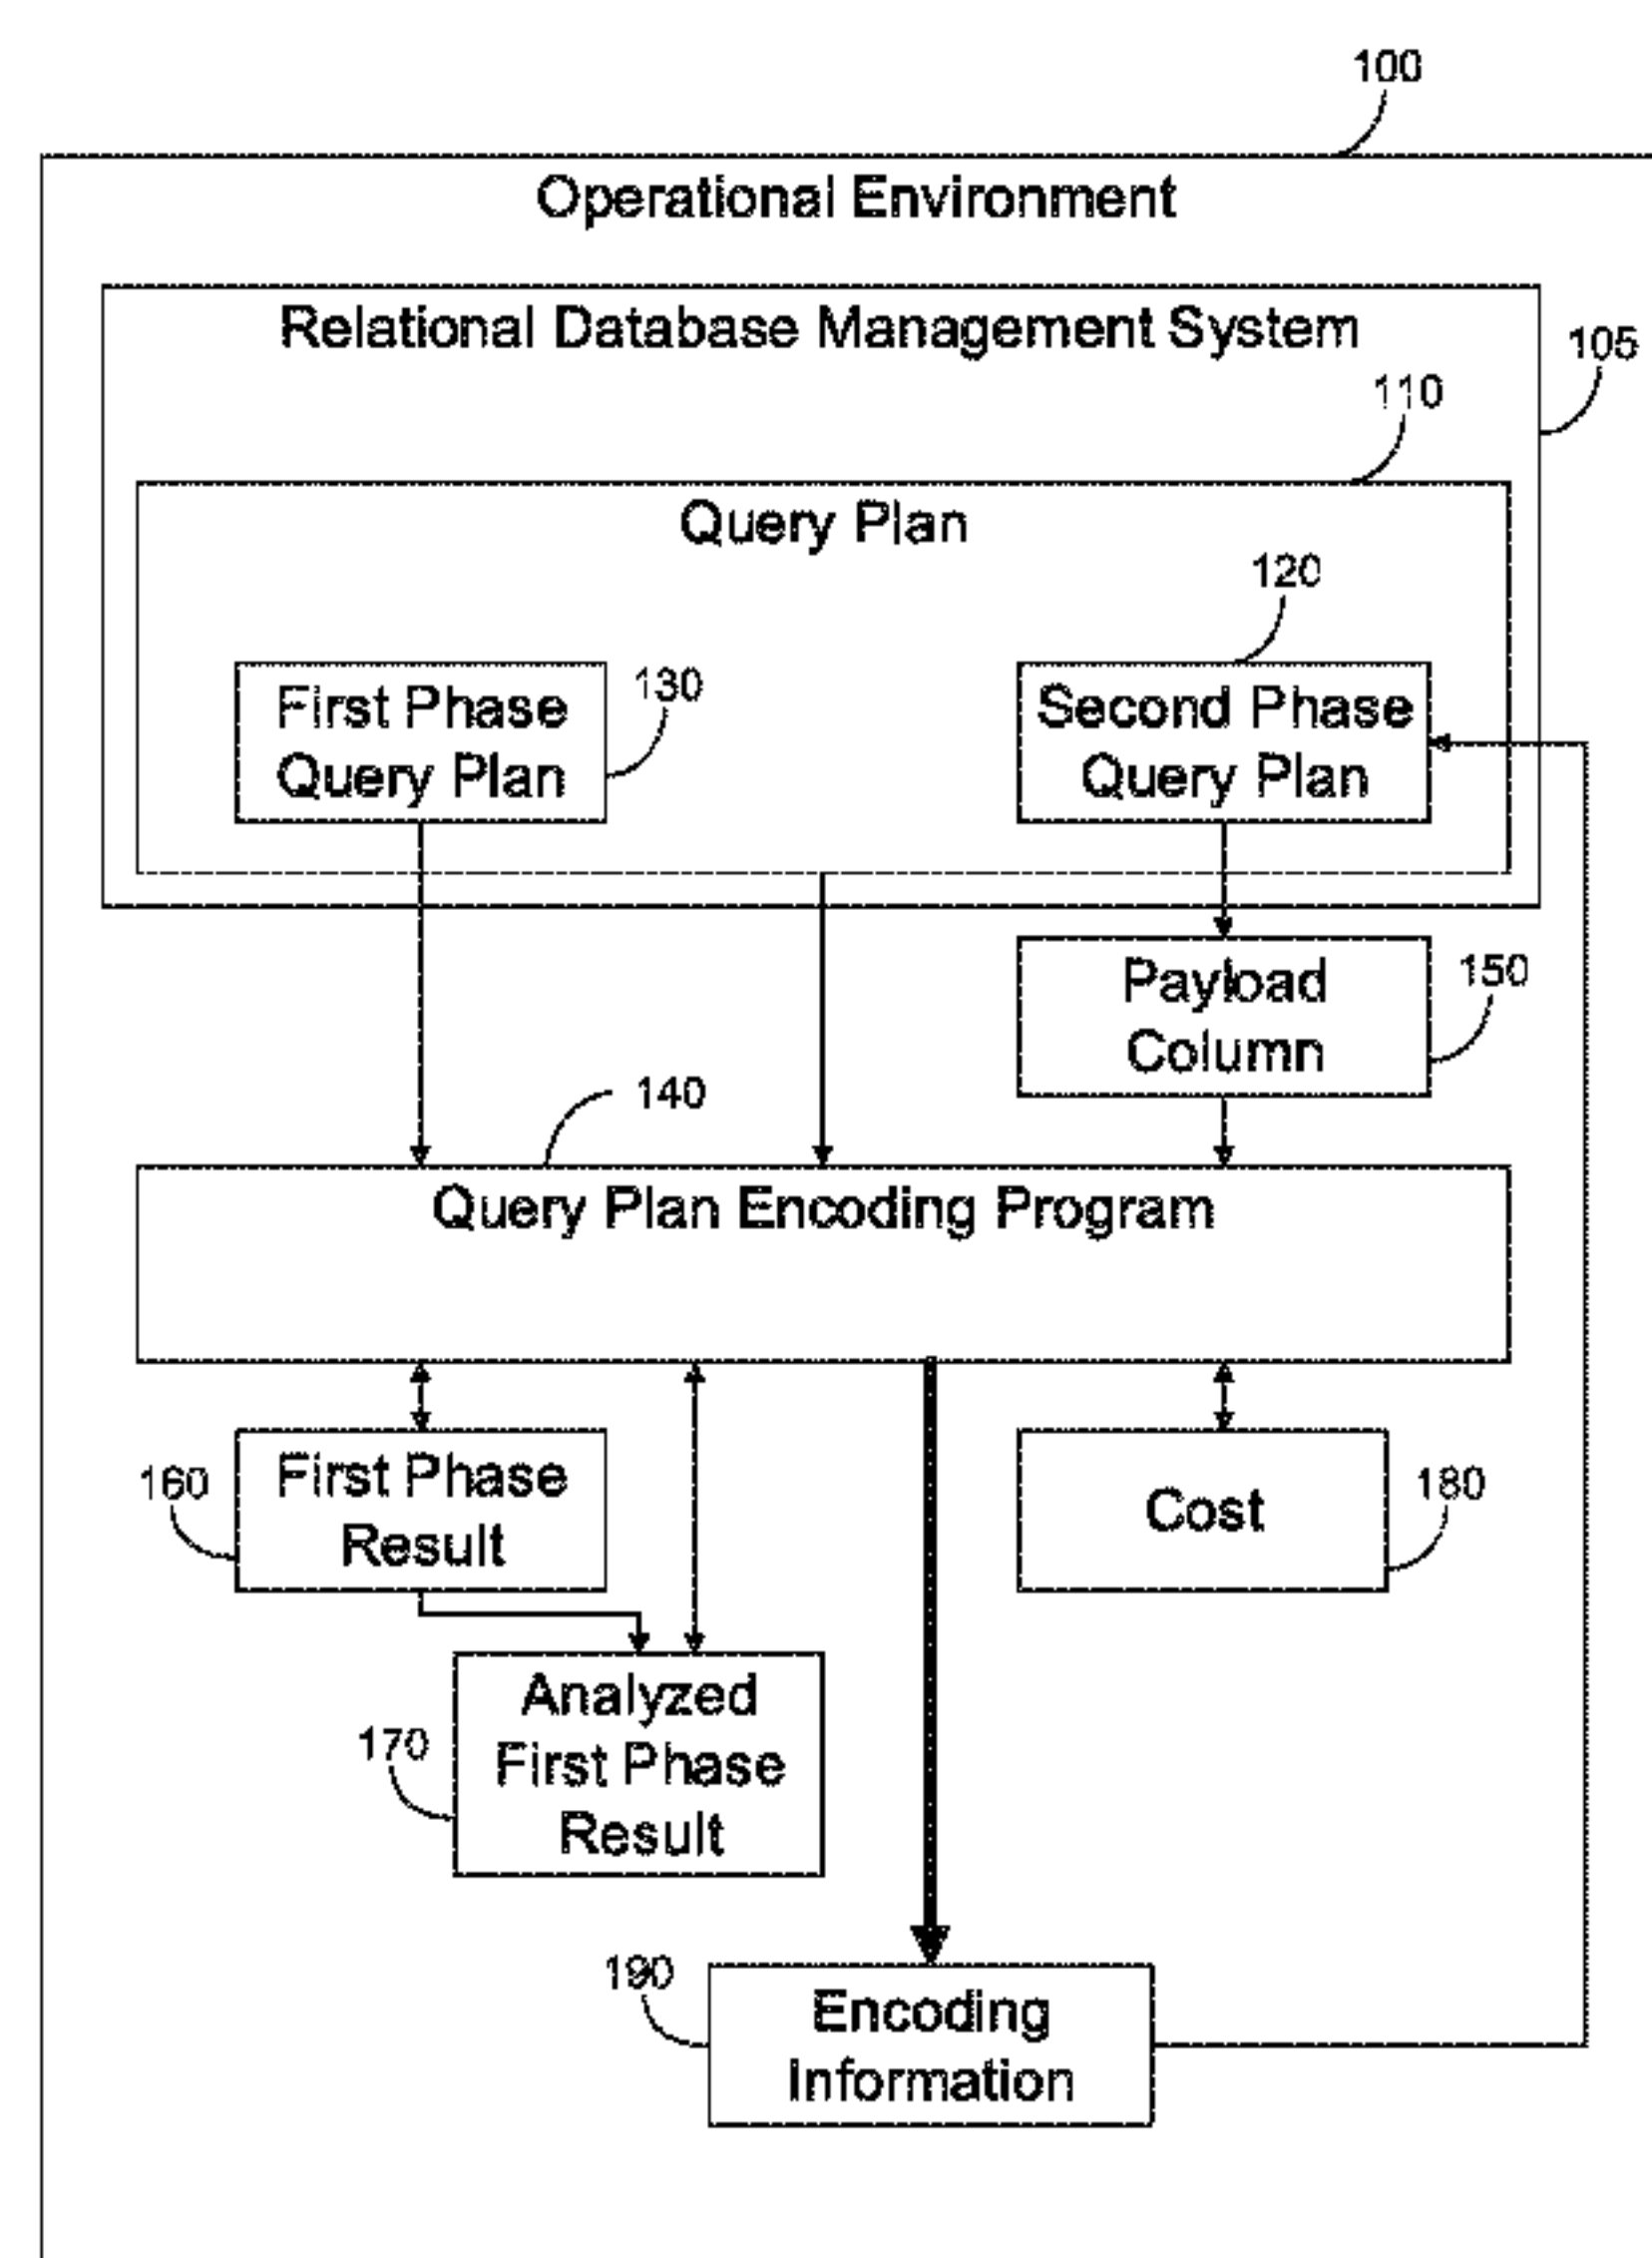 100
Operational Environment
Relational Database Management System
105
110
Query Plan
120
First Phase
Query Plan
130
Second Phase
Query Plan
Payload
Column
150
140
Query Plan Encoding Program
160
First Phase
Result
Cost
180
170
Analyzed
First Phase
Result
190
Encoding
Information